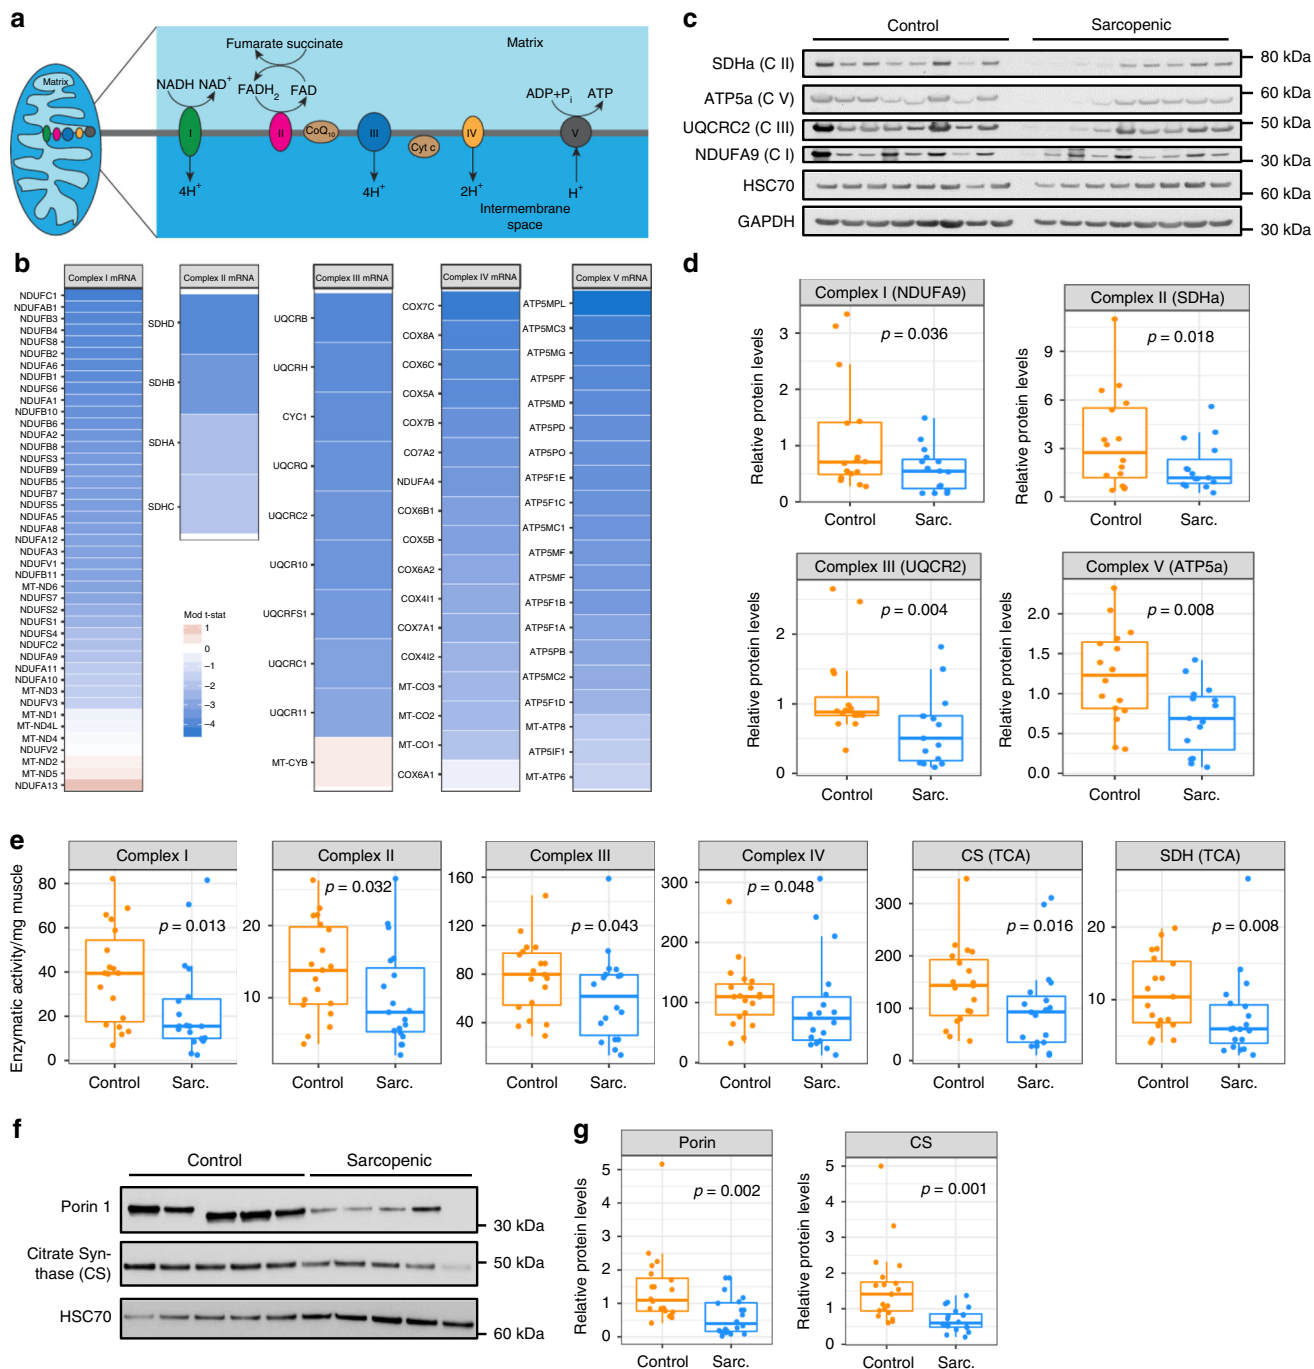 a
Fumarate succinate
Matrix
Matrix
NADH NAD+
FADH2 FAD
ADP+Pi ATP
I
II
CoQ10
III
Cyt c
IV
V
4H+
4H+
2H+
H+
Intermembrane
space
b
Complex I mRNA
NDUFC1
NDUFAB1
NDUFB3
NDUFB4
NDUFS8
NDUFB2
NDUFA6
NDUFB1
NDUFS6
NDUFA1
NDUFB10
NDUFB6
NDUFA2
NDUFB8
NDUFS3
NDUFB9
NDUFB5
NDUFB7
NDUFS5
NDUFA5
NDUFA8
NDUFA12
NDUFA3
NDUFV1
NDUFB11
MT-ND6
NDUFS7
NDUFS2
NDUFS1
NDUFS4
NDUFC2
NDUFA9
NDUFA11
NDUFA10
MT-ND3
NDUFV3
MT-ND1
MT-ND4L
MT-ND4
NDUFV2
MT-ND2
MT-ND5
NDUFA13
Complex II mRNA
SDHD
SDHB
SDHA
SDHC
Mod t-stat
1
0
−1
−2
−3
−4
Complex III mRNA
UQCRB
UQCRH
CYC1
UQCRQ
UQCRC2
UQCR10
UQCRFS1
UQCRC1
UQCR11
MT-CYB
Complex IV mRNA
COX7C
COX8A
COX6C
COX5A
COX7B
CO7A2
NDUFA4
COX6B1
COX5B
COX6A2
COX4I1
COX7A1
COX4I2
MT-CO3
MT-CO2
MT-CO1
COX6A1
Complex V mRNA
ATP5MPL
ATP5MC3
ATP5MG
ATP5PF
ATP5MD
ATP5PD
ATP5PO
ATP5F1E
ATP5F1C
ATP5MC1
ATP5MF
ATP5MF
ATP5F1B
ATP5F1A
ATP5PB
ATP5MC2
ATP5F1D
MT-ATP8
ATP5IF1
MT-ATP6
c
Control Sarcopenic
SDHa (C II) 80 kDa
ATP5a (C V) 60 kDa
UQCRC2 (C III) 50 kDa
NDUFA9 (C I) 30 kDa
HSC70 60 kDa
GAPDH 30 kDa
d
Complex I (NDUFA9)
p = 0.036
Relative protein levels
3
2
1
0
Control Sarc.
Complex II (SDHa)
p = 0.018
Relative protein levels
9
6
3
0
Control Sarc.
Complex III (UQCR2)
p = 0.004
Relative protein levels
2
1
0
Control Sarc.
Complex V (ATP5a)
p = 0.008
Relative protein levels
2.0
1.5
1.0
0.5
0.0
Control Sarc.
e
Enzymatic activity/mg muscle
Complex I
p = 0.013
80
60
40
20
0
Control Sarc.
Complex II
p = 0.032
20
10
Control Sarc.
Complex III
p = 0.043
160
120
80
40
Control Sarc.
Complex IV
p = 0.048
300
200
100
0
Control Sarc.
CS (TCA)
p = 0.016
300
200
100
0
Control Sarc.
SDH (TCA)
p = 0.008
20
10
Control Sarc.
f
Control Sarcopenic
Porin 1
30 kDa
Citrate Syn-
thase (CS)
50 kDa
HSC70
60 kDa
g
Porin
p = 0.002
Relative protein levels
5
4
3
2
1
0
Control Sarc.
CS
p = 0.001
Relative protein levels
5
4
3
2
1
0
Control Sarc.